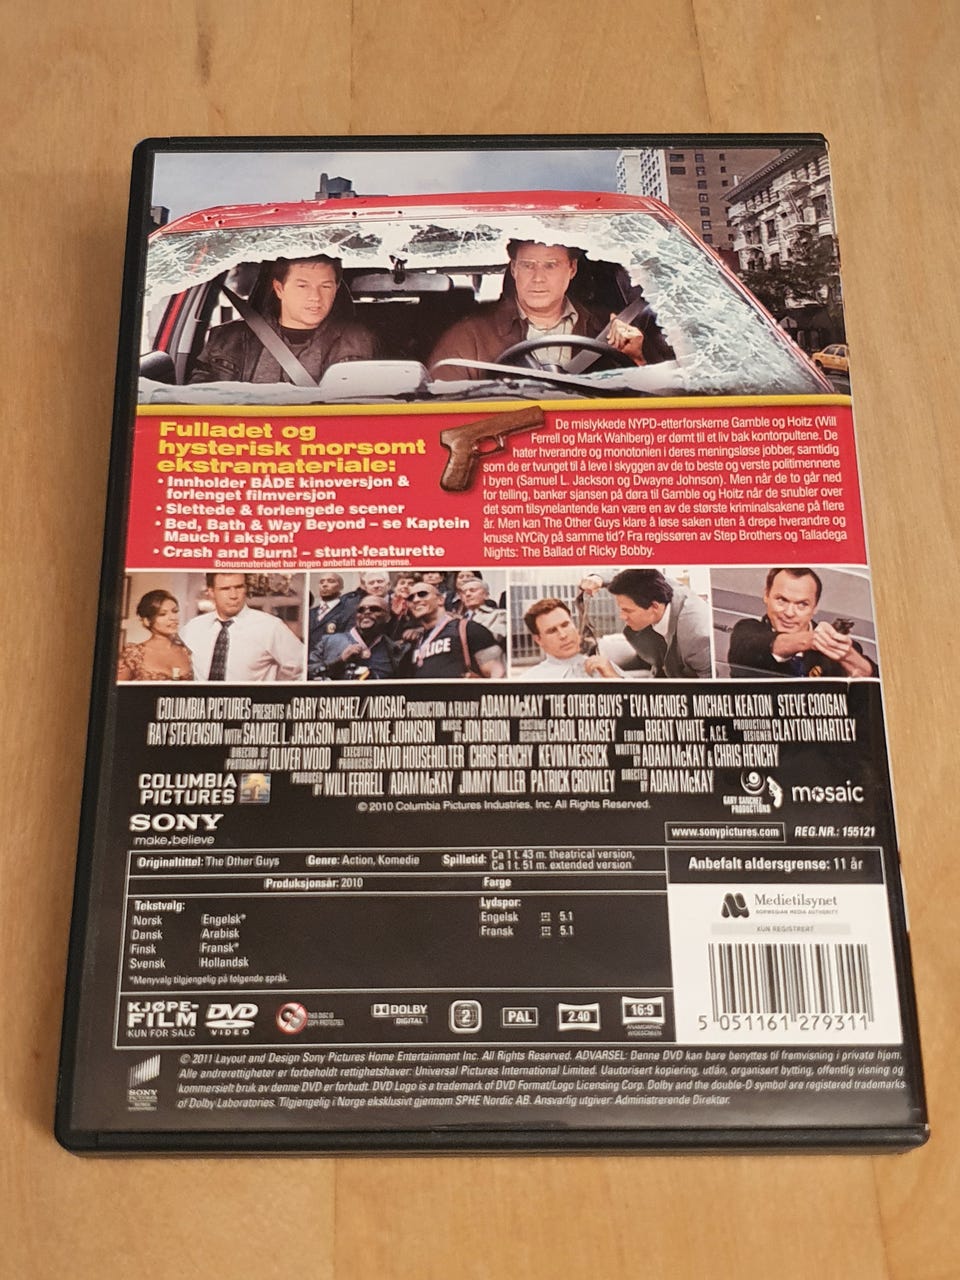 Fulladet og
hysterisk morsomt
ekstramateriale:
• Innholder BÅDE kinoversjon &
forlenget filmversjon
• Slettede & forlengede scener
• Bed, Bath & Way Beyond – se Kaptein
Mauch i aksjon!
• Crash and Burn! – stunt-featurette
Bonusmaterialet har ingen anbefalt aldersgrense.
De mislykkede NYPD-etterforskerne Gamble og Hoitz (Will
Ferrell og Mark Wahlberg) er dømt til et liv bak kontorpultene. De
hater hverandre og monotonien i deres meningsløse jobber, samtidig
som de er tvunget til å leve i skyggen av de to beste og verste politimennene
i byen (Samuel L. Jackson og Dwayne Johnson). Men når de to går ned
for telling, banker sjansen på døra til Gamble og Hoitz når de snubler over
det som tilsynelatende kan være en av de største kriminalsakene på flere
år. Men kan The Other Guys klare å løse saken uten å drepe hverandre og
knuse NYCity på samme tid? Fra regissøren av Step Brothers og Talladega
Nights: The Ballad of Ricky Bobby.
POLICE
COLUMBIA PICTURES PRESENTS A GARY SANCHEZ/MOSAIC PRODUCTION A FILM BY ADAM McKAY "THE OTHER GUYS" EVA MENDES MICHAEL KEATON STEVE COOGAN
RAY STEVENSON WITH SAMUEL L. JACKSON AND DWAYNE JOHNSON MUSIC BY JON BRION COSTUME DESIGNER CAROL RAMSEY EDITOR BRENT WHITE, A.C.E. PRODUCTION DESIGNER CLAYTON HARTLEY
DIRECTOR OF PHOTOGRAPHY OLIVER WOOD EXECUTIVE PRODUCERS DAVID HOUSEHOLTER CHRIS HENCHY KEVIN MESSICK WRITTEN BY ADAM McKAY & CHRIS HENCHY
PRODUCED BY WILL FERRELL ADAM McKAY JIMMY MILLER PATRICK CROWLEY DIRECTED BY ADAM McKAY
COLUMBIA
PICTURES
GARY SANCHEZ
PRODUCTIONS
mosaic
© 2010 Columbia Pictures Industries, Inc. All Rights Reserved.
SONY
make.believe
www.sonypictures.com
REG.NR.: 155121
Originaltittel: The Other Guys
Genre: Action, Komedie
Spilletid: Ca 1 t. 43 m. theatrical version,
Ca 1 t. 51 m. extended version
Produksjonsår: 2010
Farge
Anbefalt aldersgrense: 11 år
Tekstvalg:
Norsk Engelsk*
Dansk Arabisk
Finsk Fransk*
Svensk Hollandsk
*Menyvalg tilgjengelig på følgende språk.
Lydspor:
Engelsk 5.1
Fransk 5.1
Medietilsynet
NORWEGIAN MEDIA AUTHORITY
KUN REGISTRERT
5 051161 279311
KJØPE-
FILM
KUN FOR SALG
DVD
VIDEO
THIS DISC IS
COPY PROTECTED
DOLBY
DIGITAL
2
PAL
2.40
16:9
ANAMORPHIC
WIDESCREEN
SONY
PICTURES
© 2011 Layout and Design Sony Pictures Home Entertainment Inc. All Rights Reserved. ADVARSEL: Denne DVD kan bare benyttes til fremvisning i private hjem.
Alle andrerettigheter er forbeholdt rettighetshaver: Universal Pictures International Limited. Uautorisert kopiering, utlån, organisert bytting, offentlig visning og
kommersielt bruk av denne DVD er forbudt. DVD Logo is a trademark of DVD Format/Logo Licensing Corp. Dolby and the double-D symbol are registered trademarks
of Dolby Laboratories. Tilgjengelig i Norge eksklusivt gjennom SPHE Nordic AB. Ansvarlig utgiver: Administrerende Direktør.